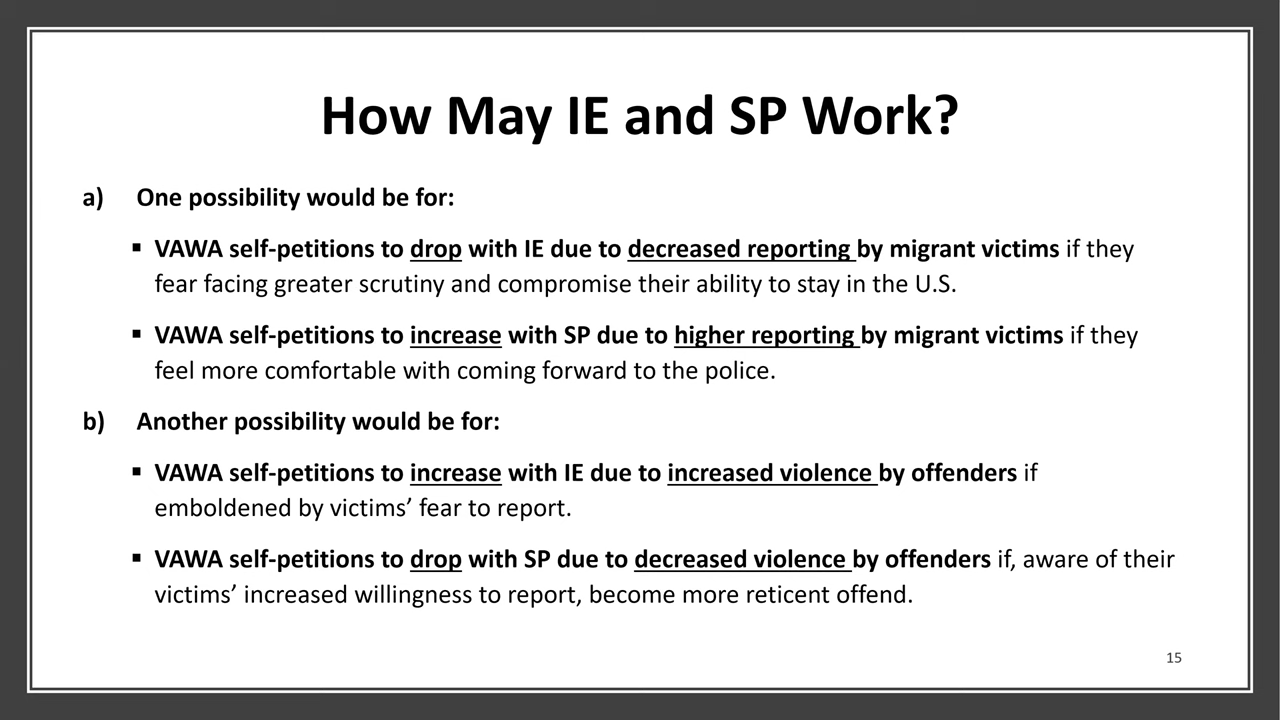 How May IE and SP Work?
a) One possibility would be for:
▪ VAWA self-petitions to drop with IE due to decreased reporting by migrant victims if they
fear facing greater scrutiny and compromise their ability to stay in the U.S.
▪ VAWA self-petitions to increase with SP due to higher reporting by migrant victims if they
feel more comfortable with coming forward to the police.
b) Another possibility would be for:
▪ VAWA self-petitions to increase with IE due to increased violence by offenders if
emboldened by victims’ fear to report.
▪ VAWA self-petitions to drop with SP due to decreased violence by offenders if, aware of their
victims’ increased willingness to report, become more reticent offend.
15